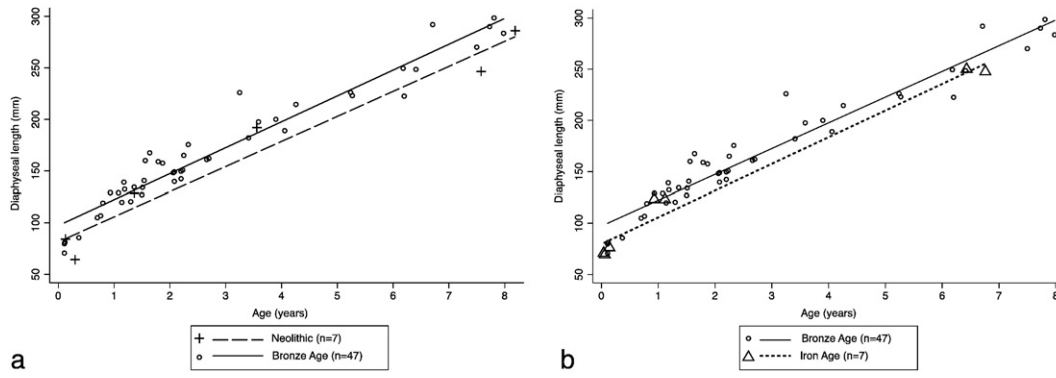 300
250
200
150
100
50
Diaphyseal length (mm)
0 1 2 3 4 5 6 7 8
Age (years)
Neolithic (n=7)
Bronze Age (n=47)
a
300
250
200
150
100
50
Diaphyseal length (mm)
0 1 2 3 4 5 6 7 8
Age (years)
Bronze Age (n=47)
Iron Age (n=7)
b